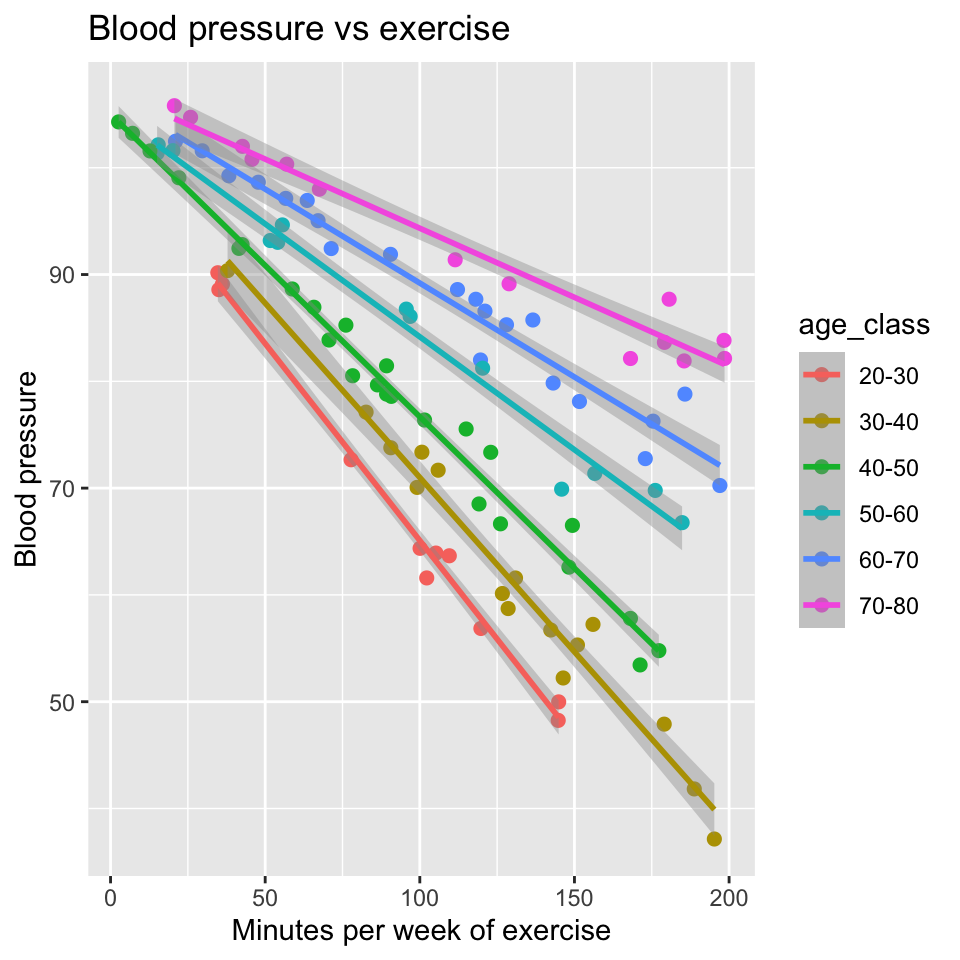 Blood pressure vs exercise
90
70
50
Blood pressure
0 50 100 150 200
Minutes per week of exercise
age_class
20-30
30-40
40-50
50-60
60-70
70-80